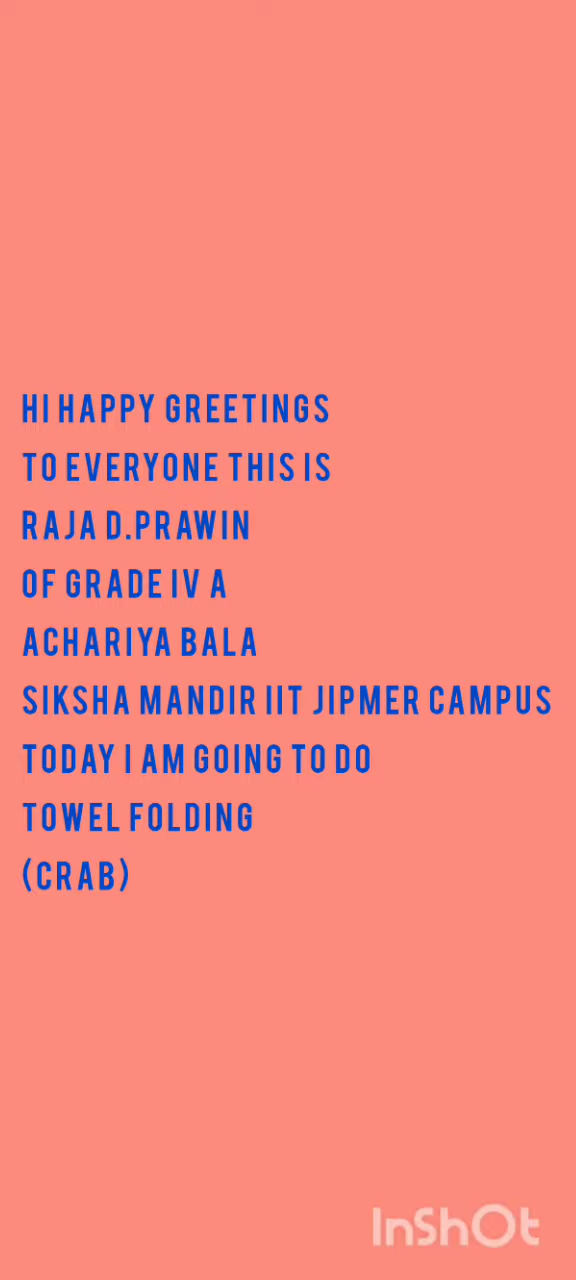 HI HAPPY GREETINGS
TO EVERYONE THIS IS
RAJA D.PRAWIN
OF GRADE IV A
ACHARIYA BALA
SIKSHA MANDIR IIT JIPMER CAMPUS
TODAY I AM GOING TO DO
TOWEL FOLDING
(CRAB)
InShOt